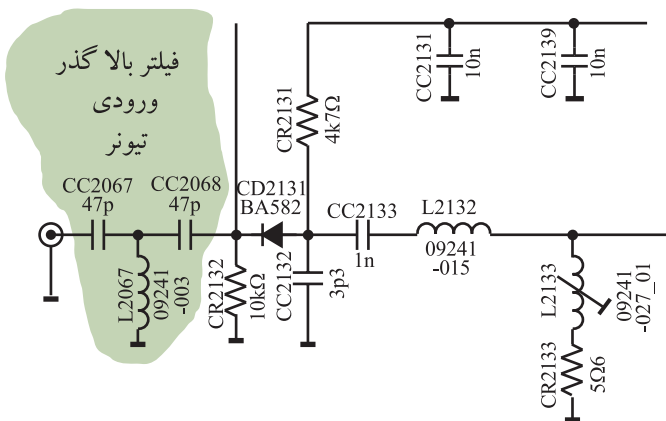 فیلتر بالا گذر
ورودی
تیونر
CC2067
47p
CC2068
47p
L2067
09241
-003
CR2132
10kΩ
CD2131
BA582
CR2131
4k7Ω
CC2132
3p3
CC2133
1n
L2132
09241
-015
CC2131
10n
CC2139
10n
L2133
09241
-027_01
CR2133
5Ω6